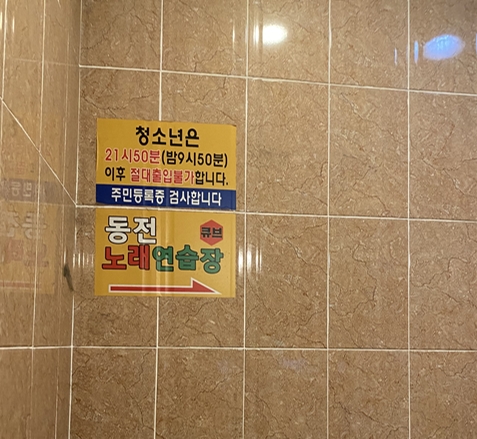 청소년은
21시50분(밤9시50분)
이후 절대출입불가합니다.
주민등록증 검사합니다
동전 큐브
노래연습장